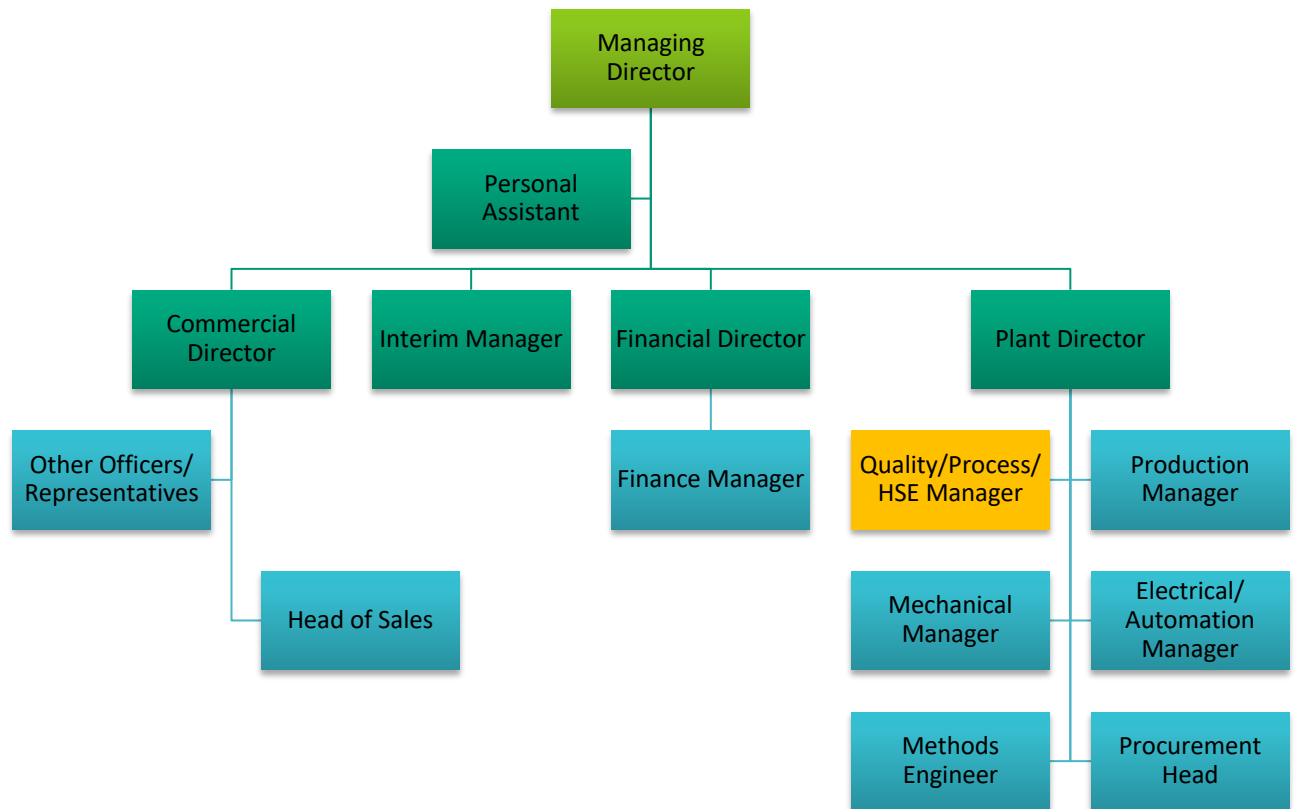 Managing
Director
Personal
Assistant
Commercial
Director
Interim Manager
Financial Director
Plant Director
Other Officers/
Representatives
Finance Manager
Quality/Process/
HSE Manager
Production
Manager
Head of Sales
Mechanical
Manager
Electrical/
Automation
Manager
Methods
Engineer
Procurement
Head